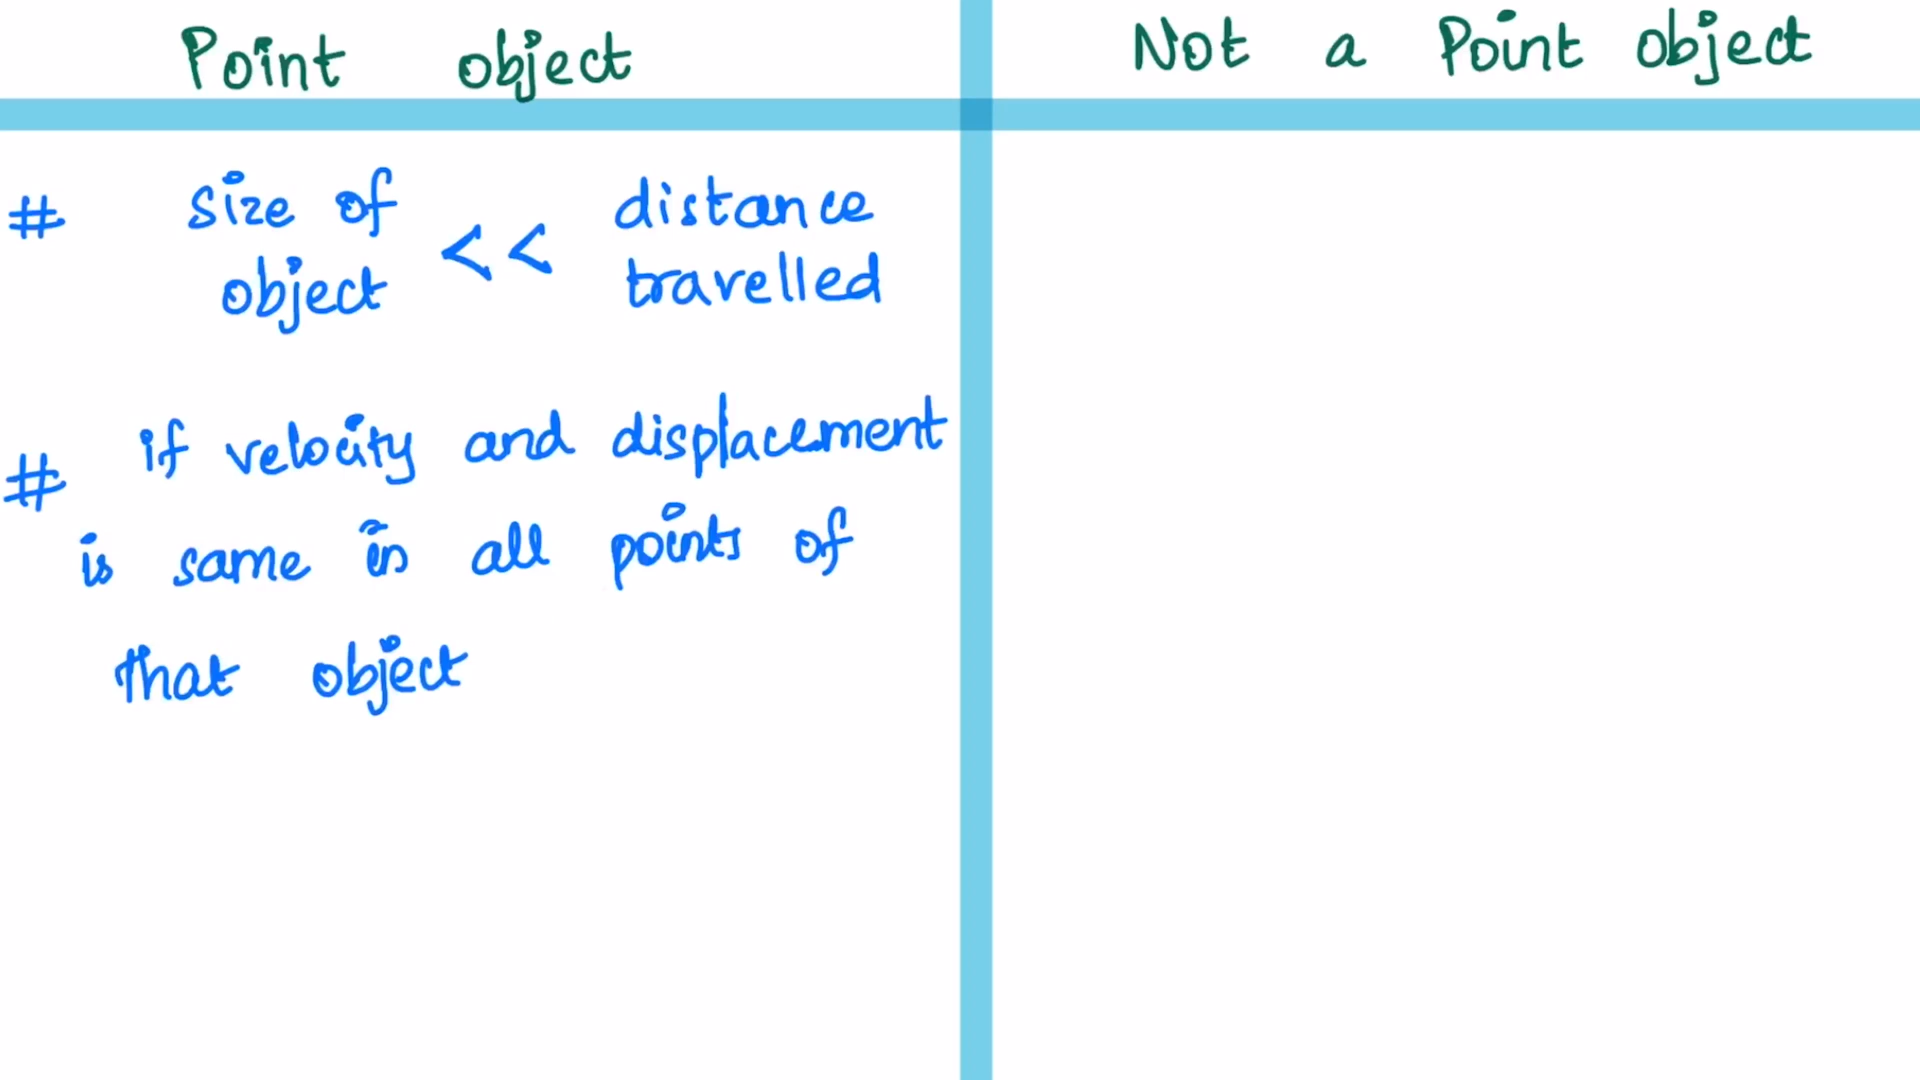 Point object
Not a Point object
# size of object << distance travelled
# if velocity and displacement
is same in all points of
that object